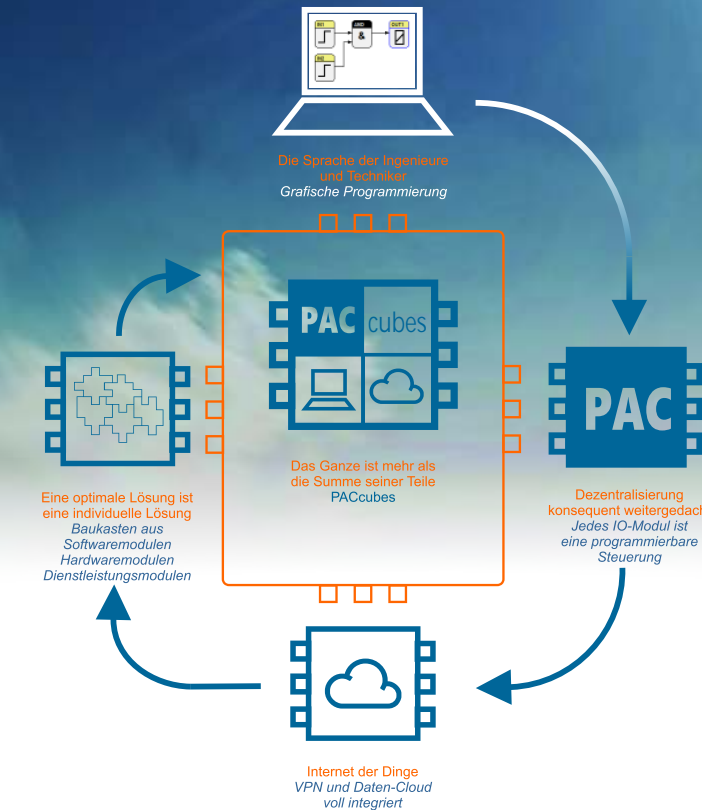 IN1
AND
OUT1
&
IN2
Die Sprache der Ingenieure
und Techniker
Grafische Programmierung
PAC cubes
Das Ganze ist mehr als
die Summe seiner Teile
PACcubes
PAC
Dezentralisierung
konsequent weitergedach
Jedes IO-Modul ist
eine programmierbare
Steuerung
Internet der Dinge
VPN und Daten-Cloud
voll integriert
Eine optimale Lösung ist
eine individuelle Lösung
Baukasten aus
Softwaremodulen
Hardwaremodulen
Dienstleistungsmodulen